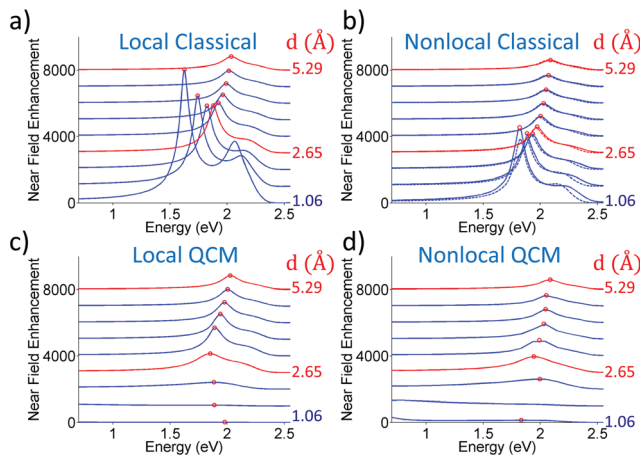 a)
Local Classical
d (Å)
Near Field Enhancement
8000
4000
0
5.29
2.65
1.06
1
1.5
2
2.5
Energy (eV)
b)
Nonlocal Classical
d (Å)
Near Field Enhancement
8000
4000
0
5.29
2.65
1.06
1
1.5
2
2.5
Energy (eV)
c)
Local QCM
d (Å)
Near Field Enhancement
8000
4000
0
5.29
2.65
1.06
1
1.5
2
2.5
Energy (eV)
d)
Nonlocal QCM
d (Å)
Near Field Enhancement
8000
4000
0
5.29
2.65
1.06
1
1.5
2
2.5
Energy (eV)